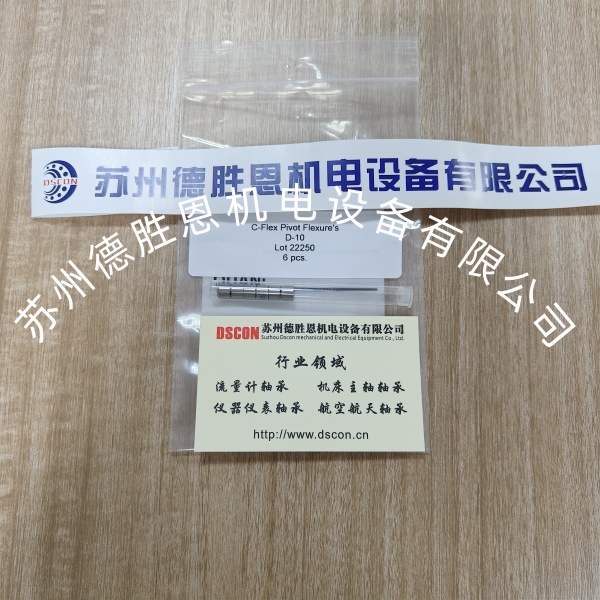 DSCON 苏州德胜恩机电设备有限公司
苏州德胜恩机电设备有限公司
C-Flex Pivot Flexure's
D-10
Lot 22250
6 pcs.
DSCON 苏州德胜恩机电设备有限公司
Suzhou Dscon mechanical and Electrical Equipment Co., Ltd.
行业领域
流量计轴承 机床主轴轴承
仪器仪表轴承 航空航天轴承
http://www.dscon.cn